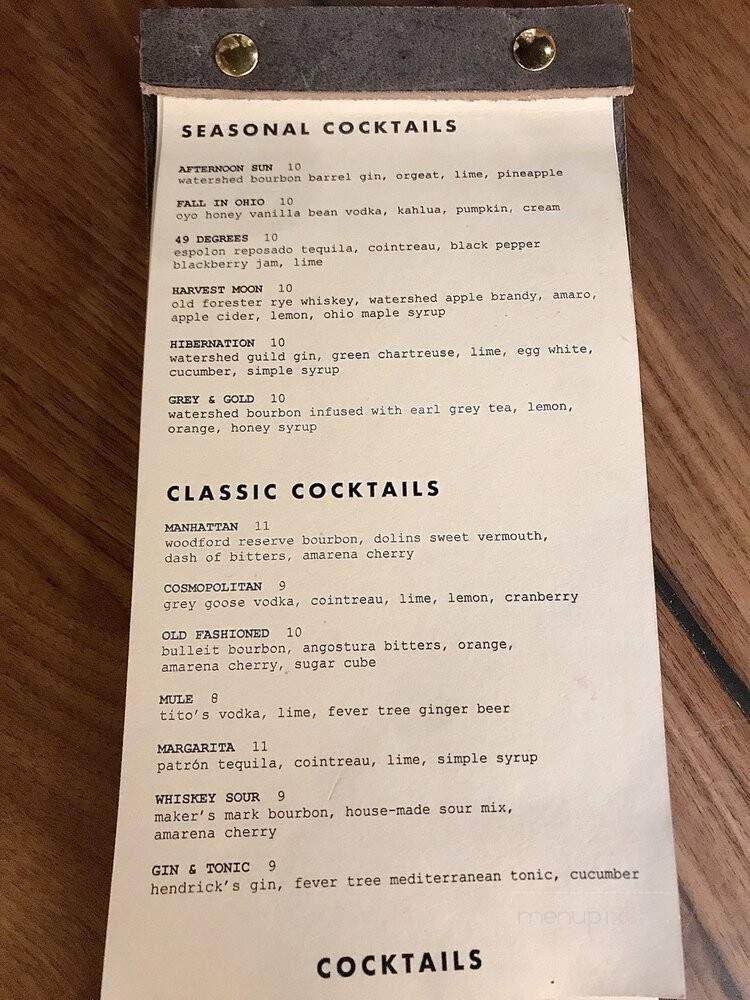 SEASONAL COCKTAILS
AFTERNOON SUN 10
watershed bourbon barrel gin, orgeat, lime, pineapple
FALL IN OHIO 10
oyo honey vanilla bean vodka, kahlua, pumpkin, cream
49 DEGREES 10
espolon reposado tequila, cointreau, black pepper
blackberry jam, lime
HARVEST MOON 10
old forester rye whiskey, watershed apple brandy, amaro,
apple cider, lemon, ohio maple syrup
HIBERNATION 10
watershed guild gin, green chartreuse, lime, egg white,
cucumber, simple syrup
GREY & GOLD 10
watershed bourbon infused with earl grey tea, lemon,
orange, honey syrup
CLASSIC COCKTAILS
MANHATTAN 11
woodford reserve bourbon, dolins sweet vermouth,
dash of bitters, amarena cherry
COSMOPOLITAN 9
grey goose vodka, cointreau, lime, lemon, cranberry
OLD FASHIONED 10
bulleit bourbon, angostura bitters, orange,
amarena cherry, sugar cube
MULE 8
tito's vodka, lime, fever tree ginger beer
MARGARITA 11
patrón tequila, cointreau, lime, simple syrup
WHISKEY SOUR 9
maker's mark bourbon, house-made sour mix,
amarena cherry
GIN & TONIC 9
hendrick's gin, fever tree mediterranean tonic, cucumber
menupix
COCKTAILS